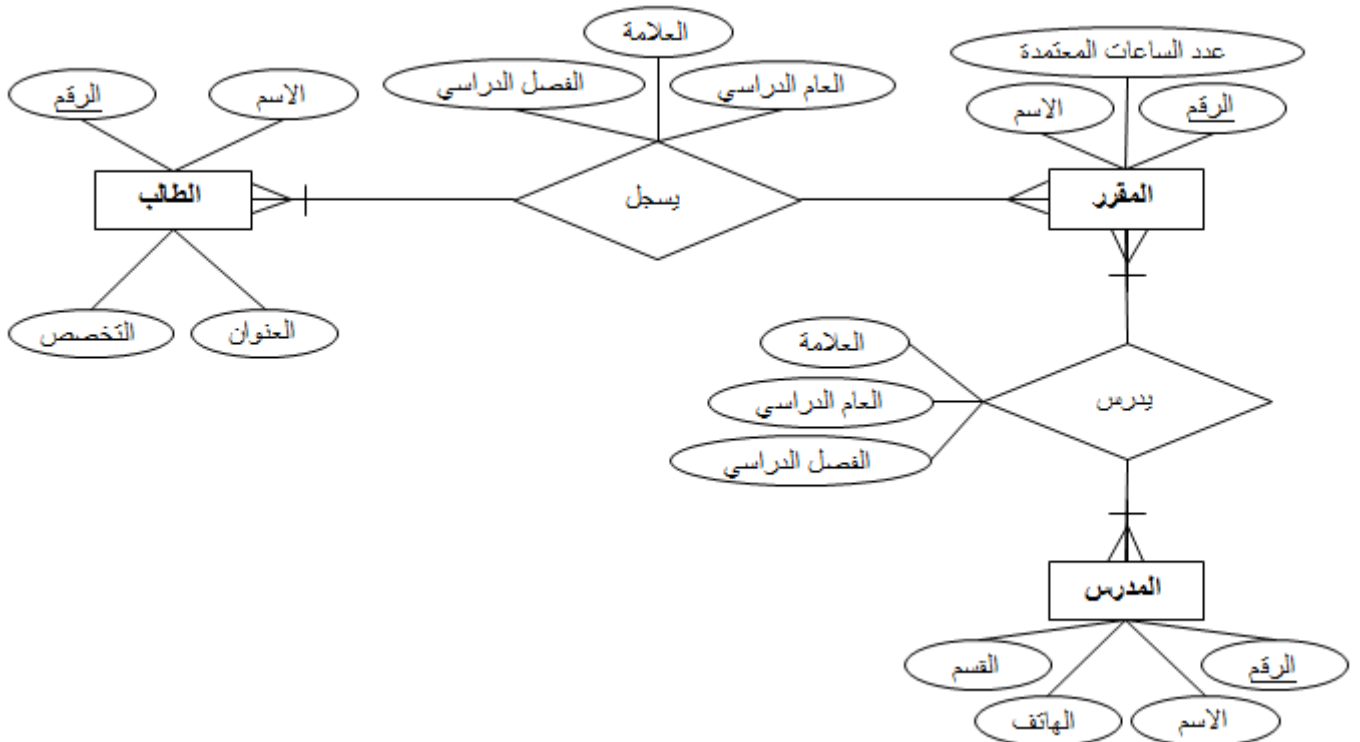 العلامة
عدد الساعات المعتمدة
العام الدراسي
الفصل الدراسي
الرقم
الاسم
الاسم
الرقم
المقرر
يسجل
الطالب
العنوان
التخصص
العلامة
يدرس
العام الدراسي
الفصل الدراسي
المدرس
الرقم
القسم
الاسم
الهاتف